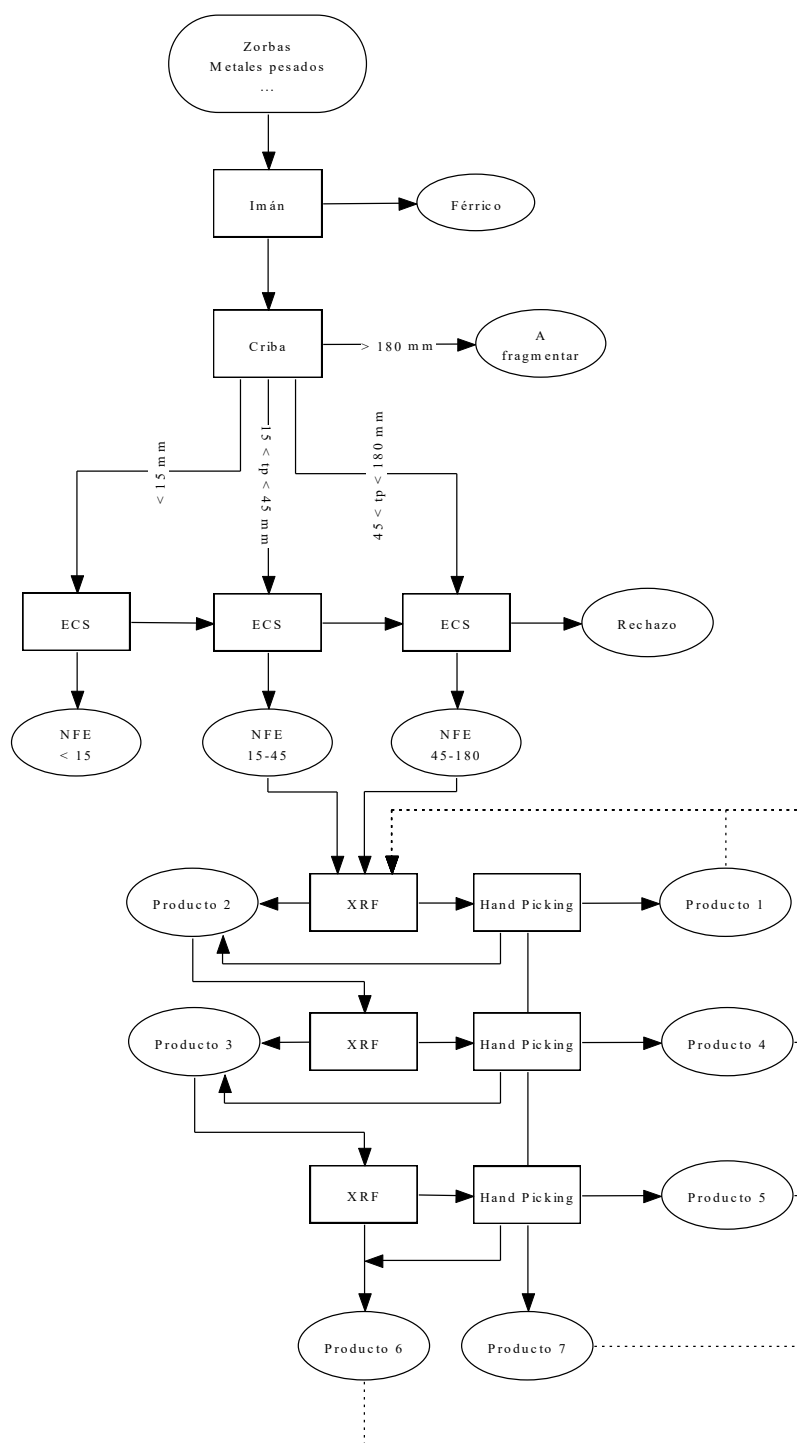 Zorbas
Metales pesados
...
Imán
Férrico
Criba
> 180 mm
A
fragmentar
< 15 mm
15 < tp < 45 mm
45 < tp < 180 mm
ECS
ECS
ECS
Rechazo
NFE
< 15
NFE
15-45
NFE
45-180
Producto 2
XRF
Hand Picking
Producto 1
Producto 3
XRF
Hand Picking
Producto 4
XRF
Hand Picking
Producto 5
Producto 6
Producto 7